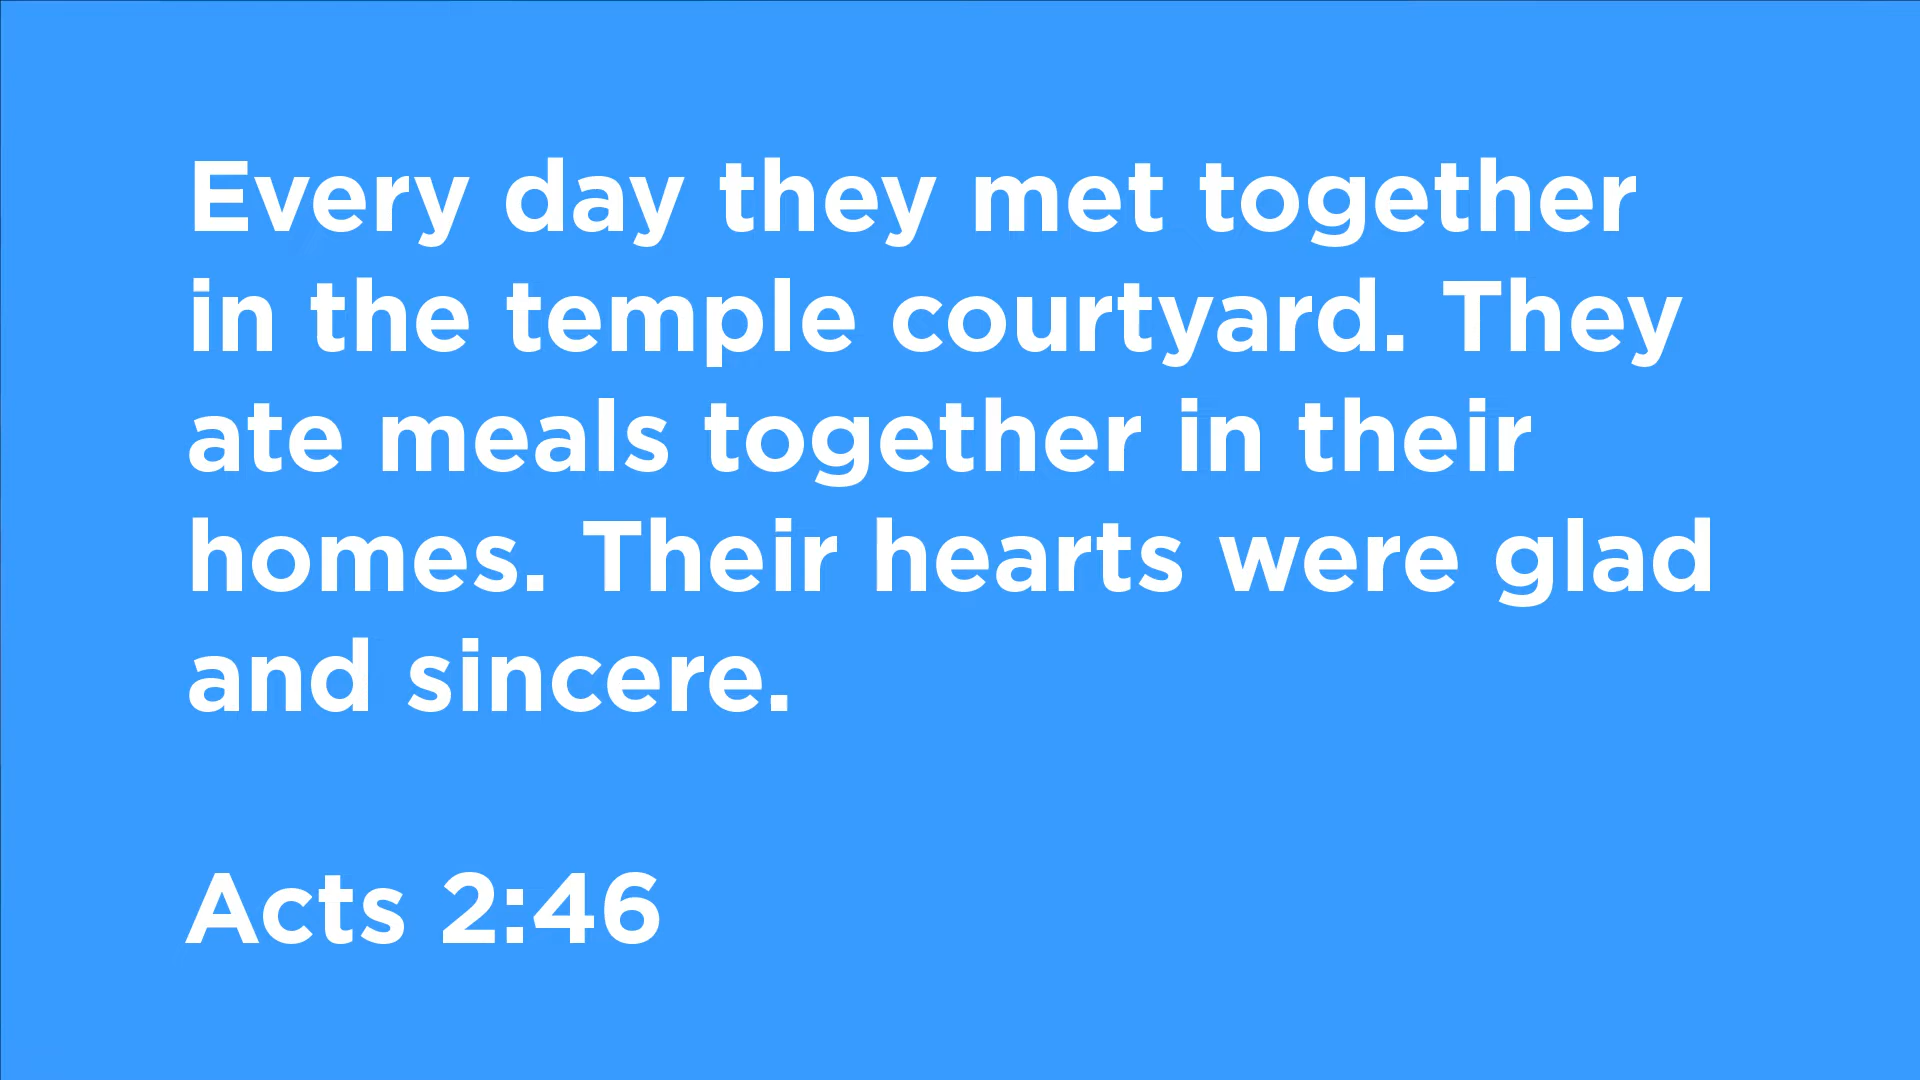 Every day they met together
in the temple courtyard. They
ate meals together in their
homes. Their hearts were glad
and sincere.
Acts 2:46